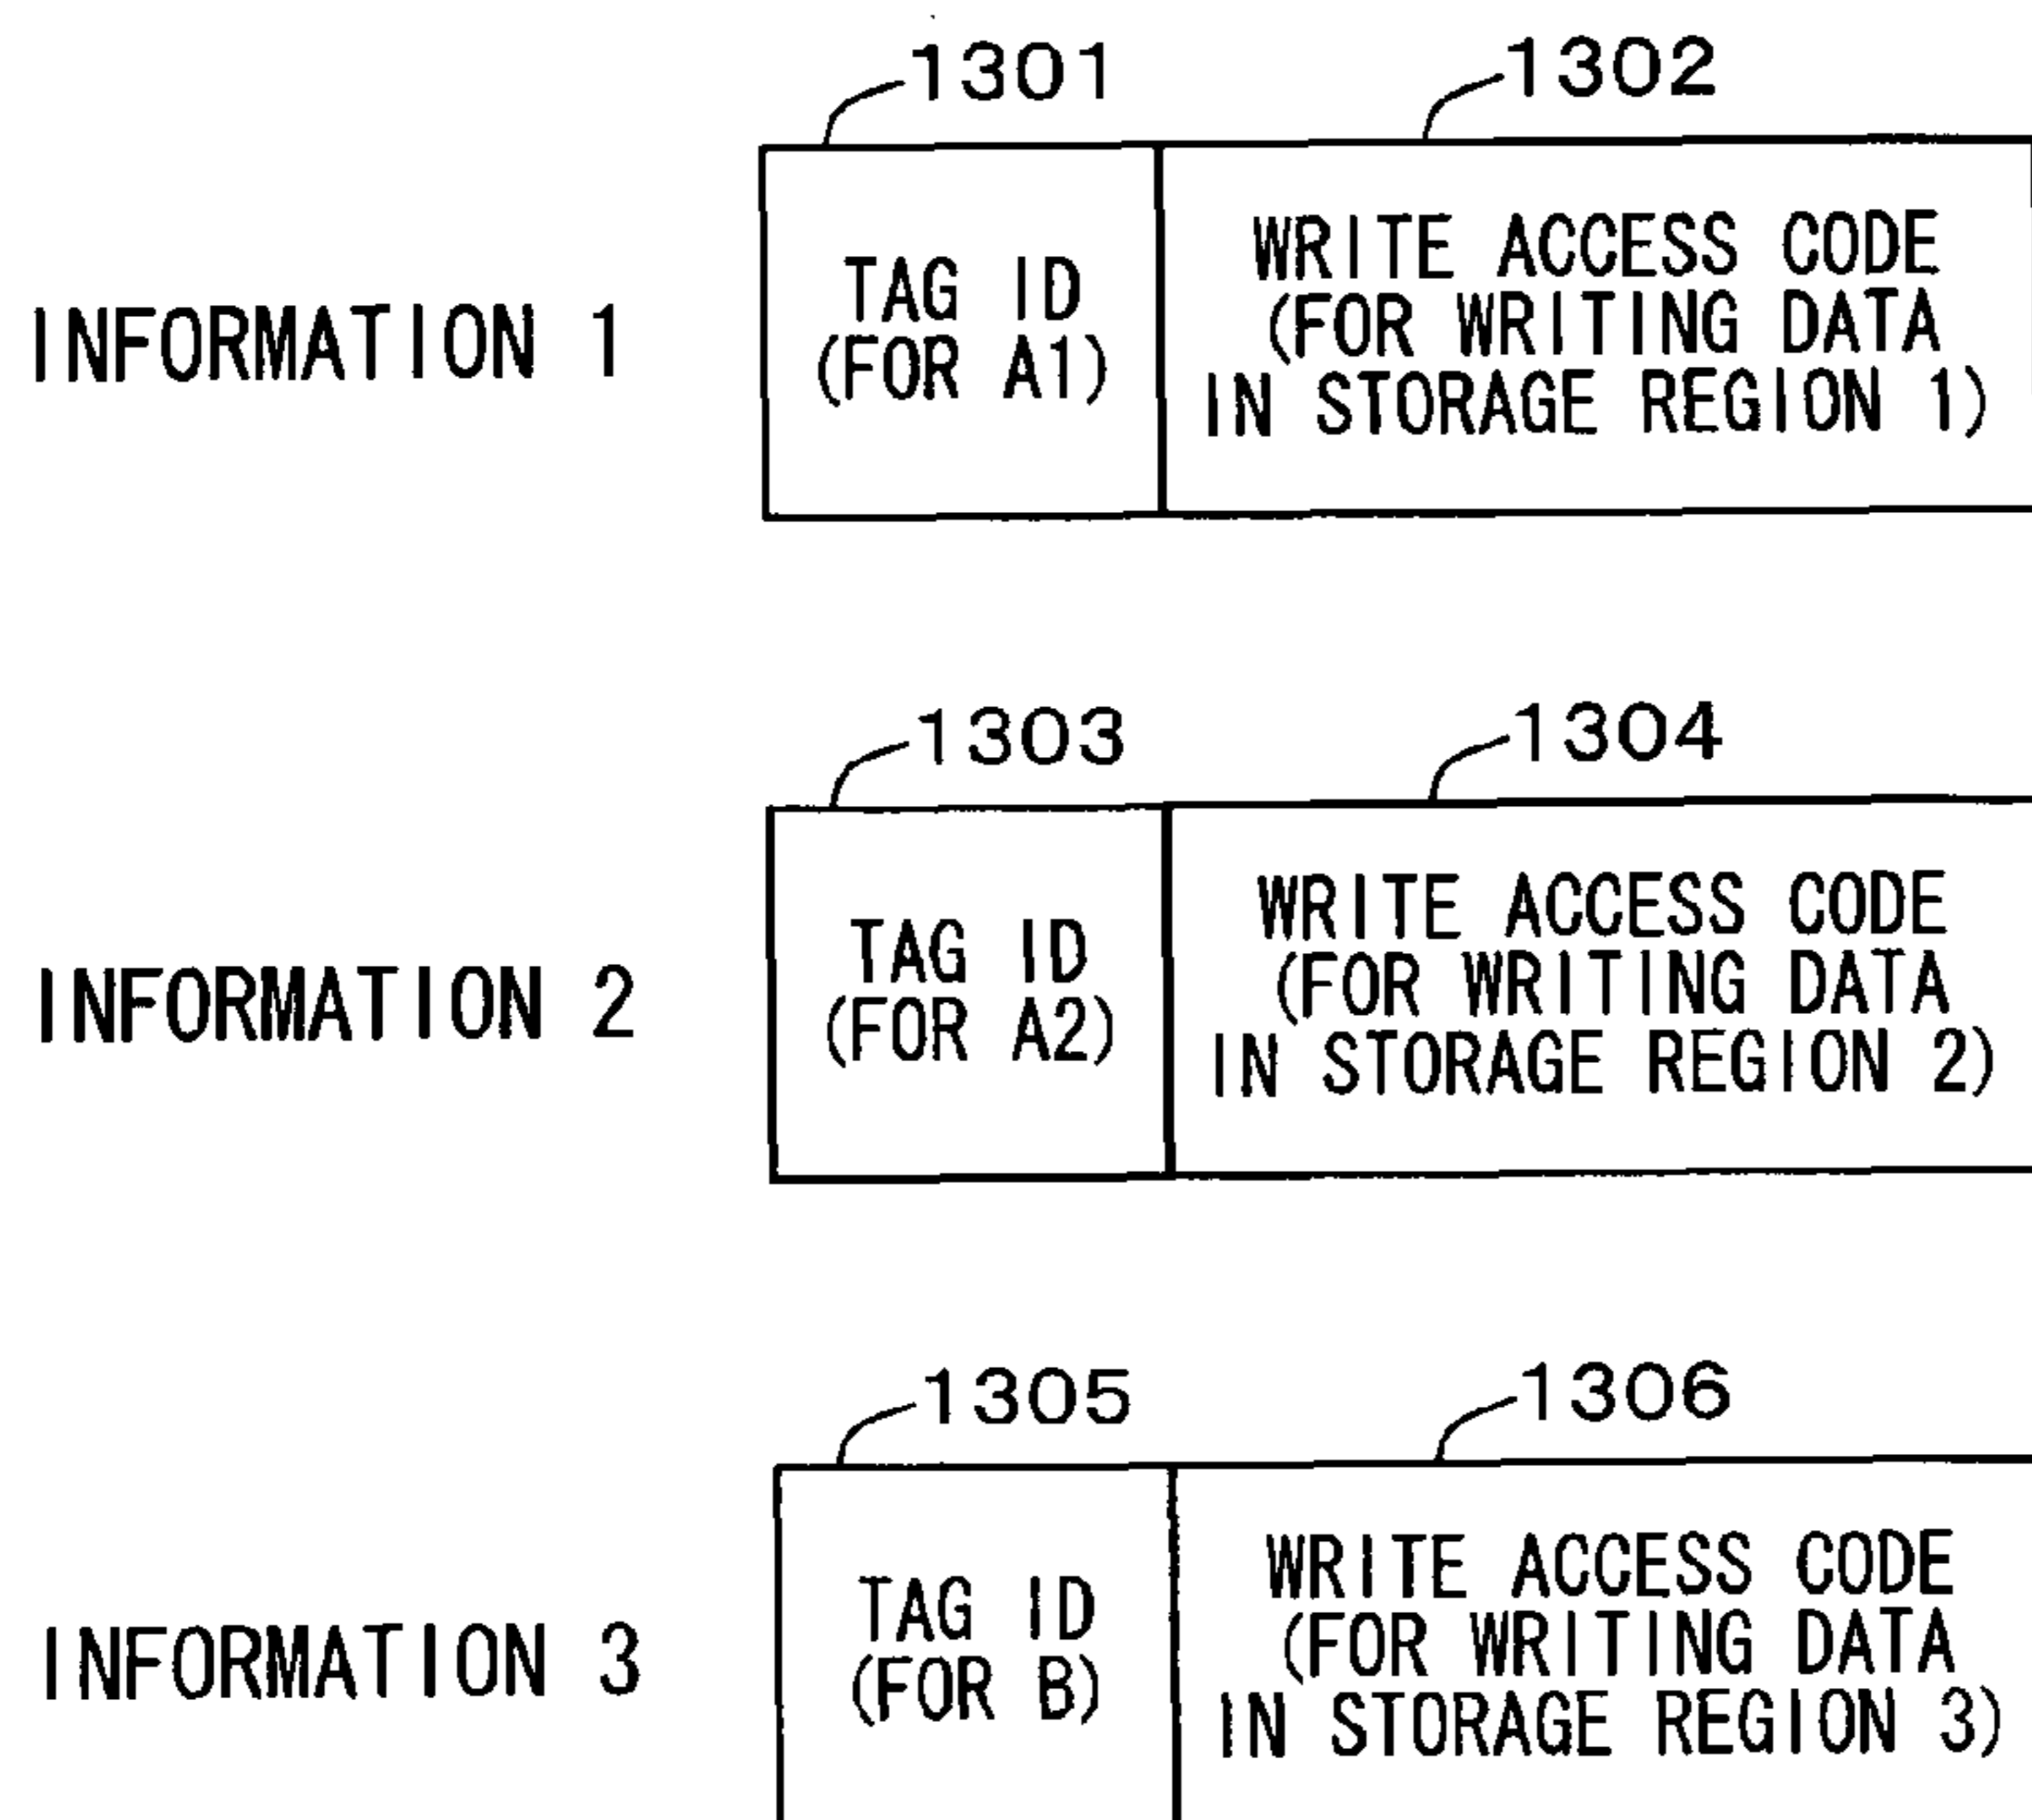 1301
1302
INFORMATION 1
TAG ID
(FOR A1)
WRITE ACCESS CODE
(FOR WRITING DATA
IN STORAGE REGION 1)
1303
1304
INFORMATION 2
TAG ID
(FOR A2)
WRITE ACCESS CODE
(FOR WRITING DATA
IN STORAGE REGION 2)
1305
1306
INFORMATION 3
TAG ID
(FOR B)
WRITE ACCESS CODE
(FOR WRITING DATA
IN STORAGE REGION 3)